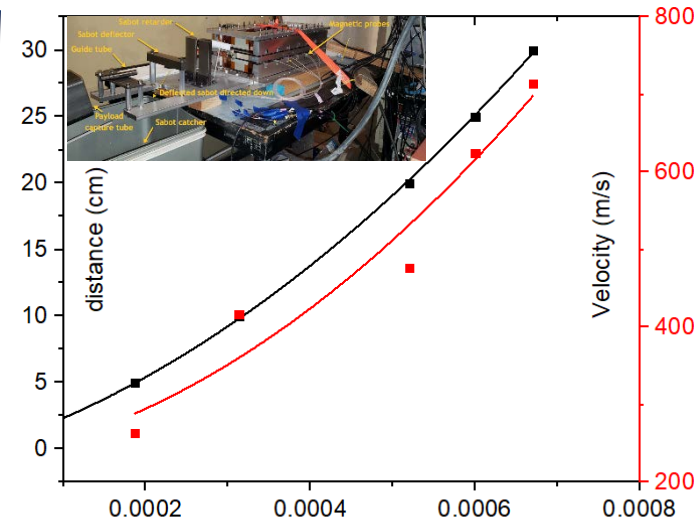 30
25
20
15
10
5
0
distance (cm)
Sabot retarder
Sabot deflector
Guide tube
Magnetic probes
Deflected sabot directed down
Payload
capture tube
Sabot catcher
800
600
400
200
Velocity (m/s)
0.0002
0.0004
0.0006
0.0008